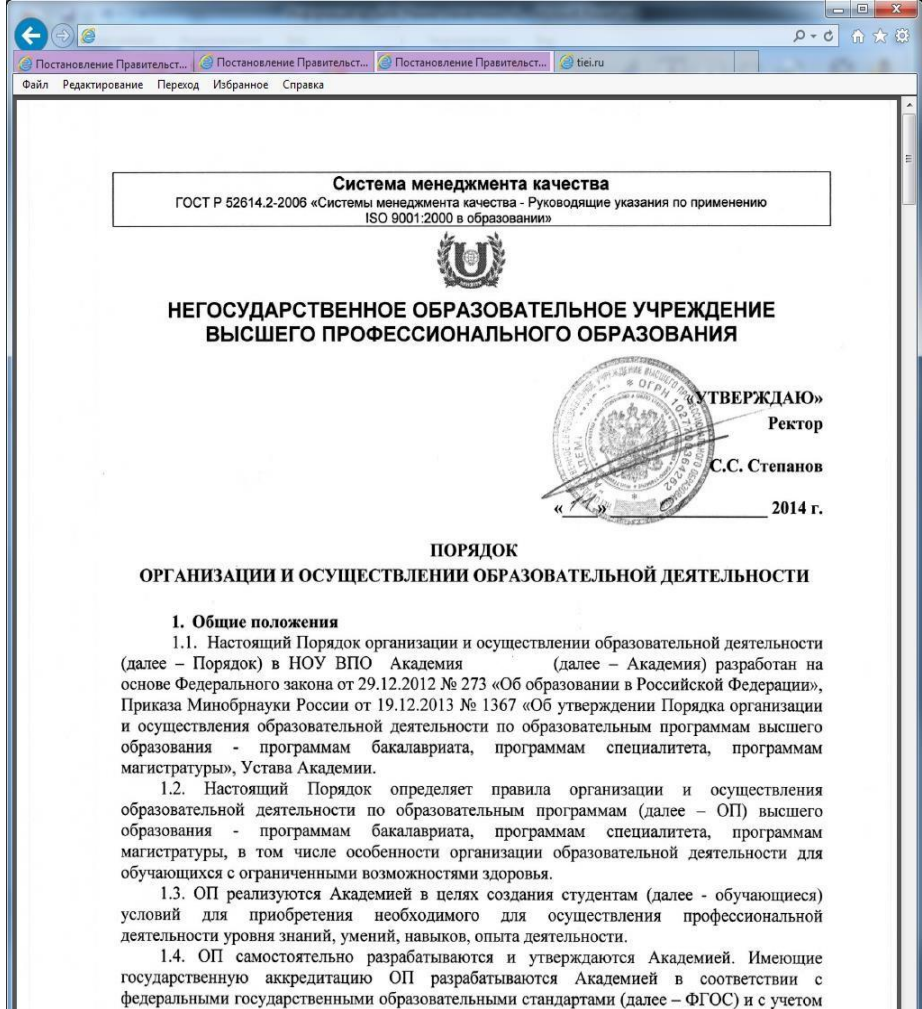 Постановление Правительст...
Постановление Правительст...
Постановление Правительст...
tiei.ru
Файл Редактирование Переход Избранное Справка
Система менеджмента качества
ГОСТ Р 52614.2-2006 «Системы менеджмента качества - Руководящие указания по применению
ISO 9001:2000 в образовании»
НЕГОСУДАРСТВЕННОЕ ОБРАЗОВАТЕЛЬНОЕ УЧРЕЖДЕНИЕ
ВЫСШЕГО ПРОФЕССИОНАЛЬНОГО ОБРАЗОВАНИЯ
«УТВЕРЖДАЮ»
Ректор
С.С. Степанов
« » 2014 г.
ПОРЯДОК
ОРГАНИЗАЦИИ И ОСУЩЕСТВЛЕНИИ ОБРАЗОВАТЕЛЬНОЙ ДЕЯТЕЛЬНОСТИ
1. Общие положения
1.1. Настоящий Порядок организации и осуществлении образовательной деятельности
(далее – Порядок) в НОУ ВПО Академия (далее – Академия) разработан на
основе Федерального закона от 29.12.2012 № 273 «Об образовании в Российской Федерации»,
Приказа Минобрнауки России от 19.12.2013 № 1367 «Об утверждении Порядка организации
и осуществления образовательной деятельности по образовательным программам высшего
образования - программам бакалавриата, программам специалитета, программам
магистратуры», Устава Академии.
1.2. Настоящий Порядок определяет правила организации и осуществления
образовательной деятельности по образовательным программам (далее – ОП) высшего
образования - программам бакалавриата, программам специалитета, программам
магистратуры, в том числе особенности организации образовательной деятельности для
обучающихся с ограниченными возможностями здоровья.
1.3. ОП реализуются Академией в целях создания студентам (далее - обучающиеся)
условий для приобретения необходимого для осуществления профессиональной
деятельности уровня знаний, умений, навыков, опыта деятельности.
1.4. ОП самостоятельно разрабатываются и утверждаются Академией. Имеющие
государственную аккредитацию ОП разрабатываются Академией в соответствии с
федеральными государственными образовательными стандартами (далее – ФГОС) и с учетом